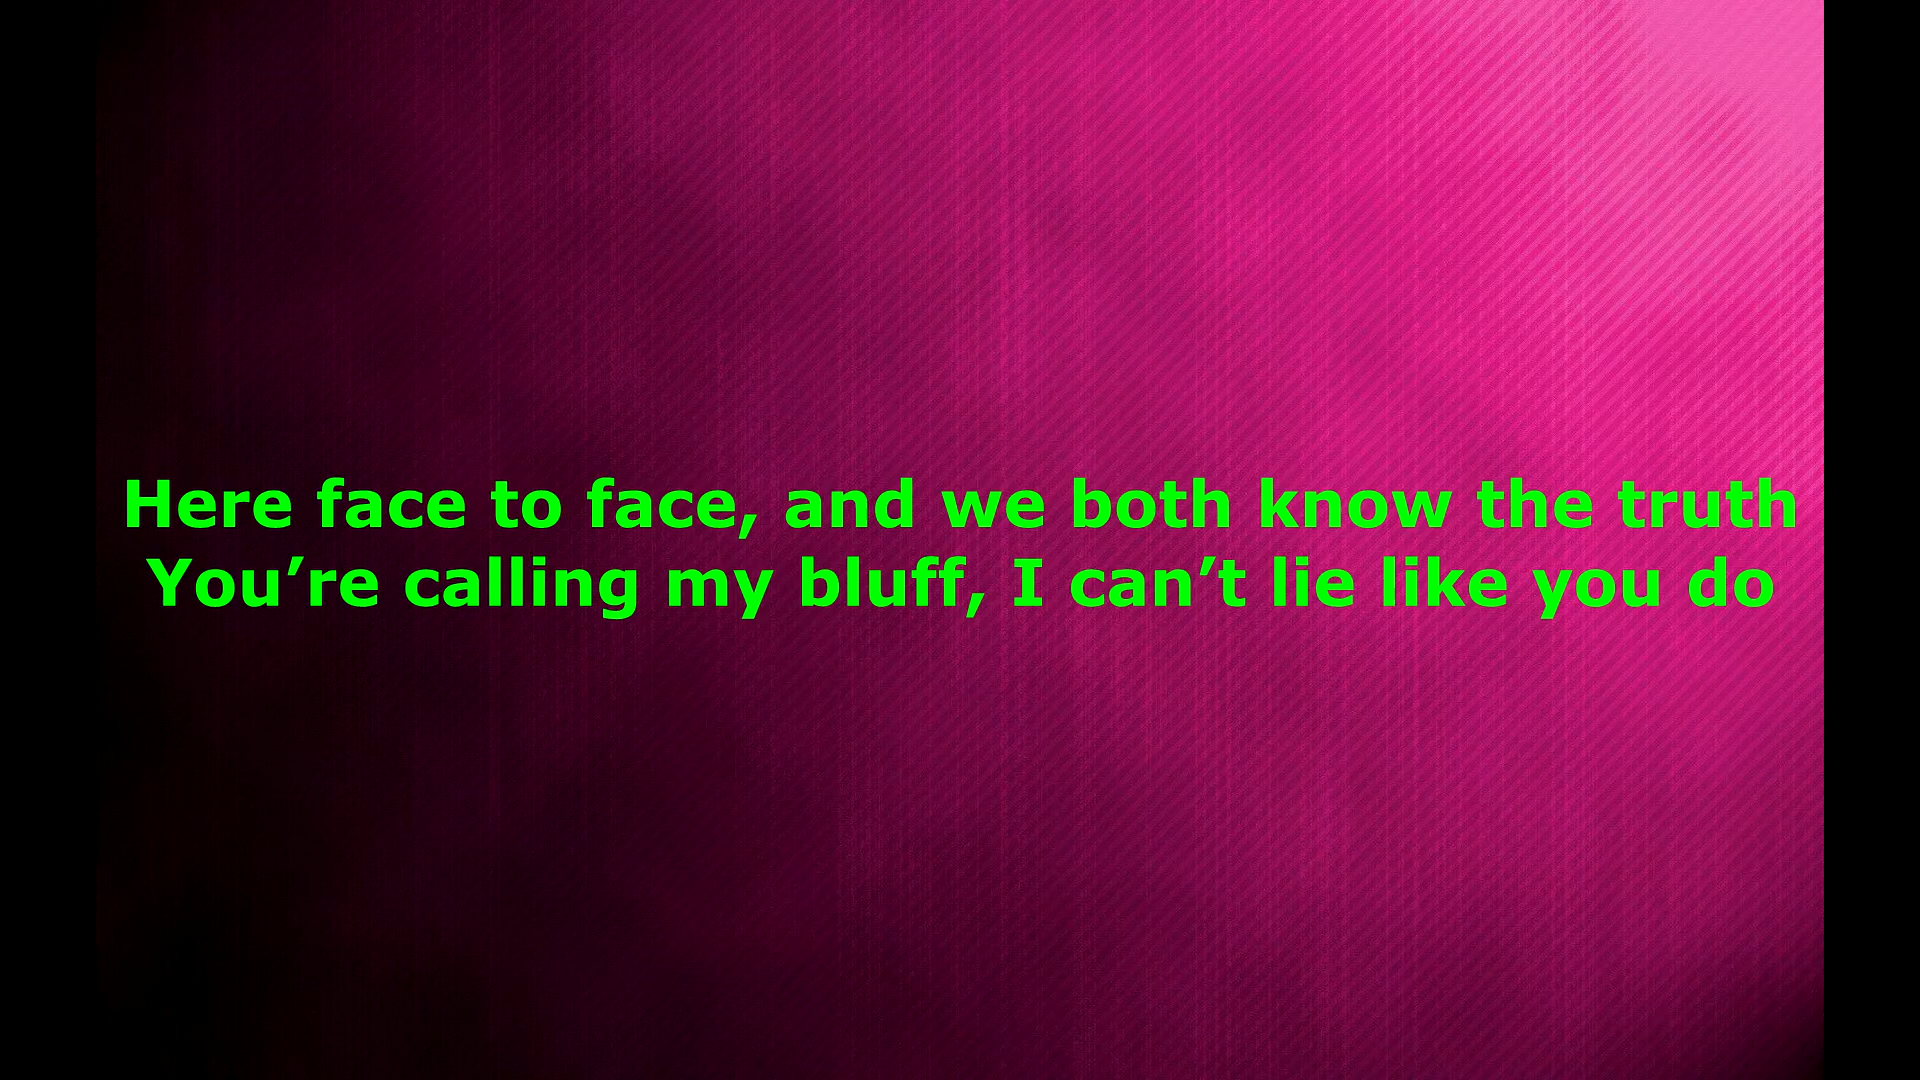 Here face to face, and we both know the truth
You’re calling my bluff, I can’t lie like you do